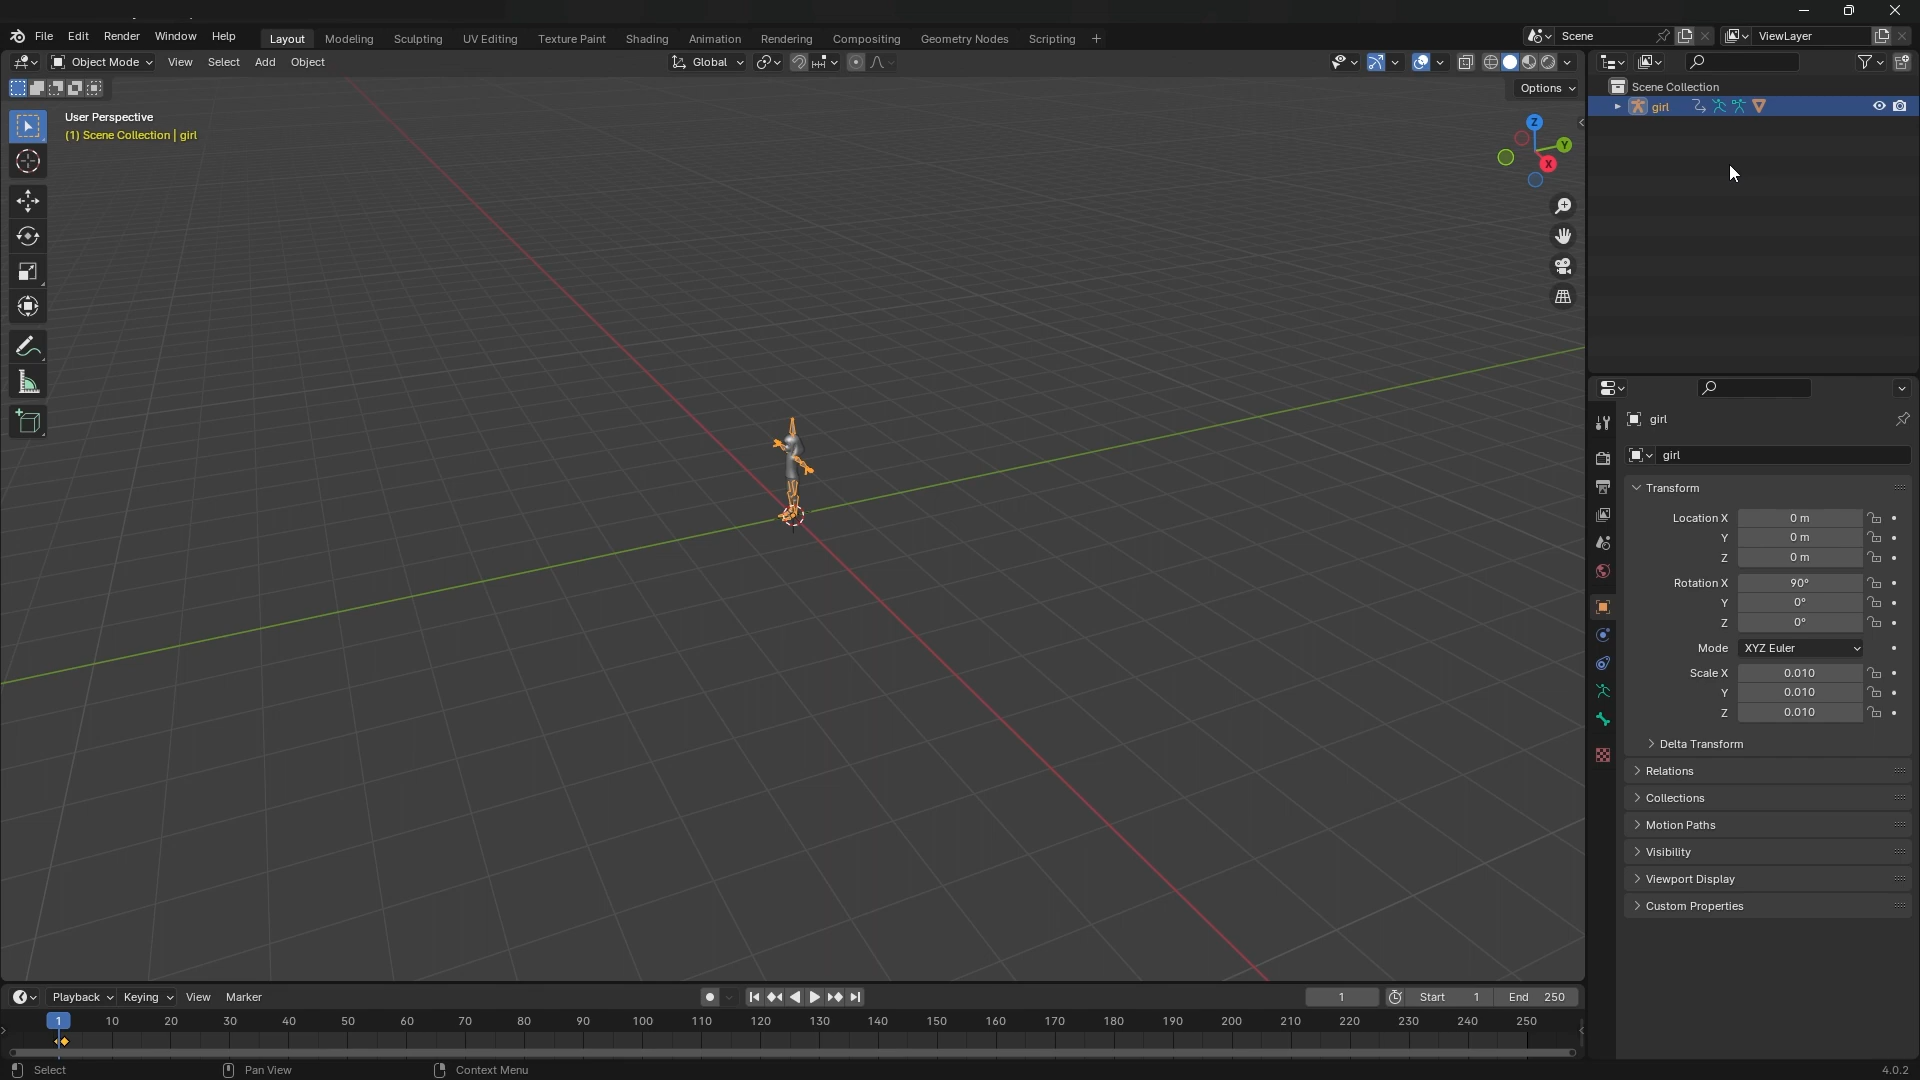 File Edit Render Window Help Layout Modeling Sculpting UV Editing Texture Paint Shading Animation Rendering Compositing Geometry Nodes Scripting + Scene ViewLayer
Object Mode View Select Add Object Global
Options
User Perspective
(1) Scene Collection | girl
Z
Y
X
Scene Collection
girl
girl
girl
Transform
Location X 0 m
Y 0 m
Z 0 m
Rotation X 90°
Y 0°
Z 0°
Mode XYZ Euler
Scale X 0.010
Y 0.010
Z 0.010
Delta Transform
Relations
Collections
Motion Paths
Visibility
Viewport Display
Custom Properties
Playback Keying View Marker 1 Start 1 End 250
1 10 20 30 40 50 60 70 80 90 100 110 120 130 140 150 160 170 180 190 200 210 220 230 240 250
Select Pan View Context Menu 4.0.2